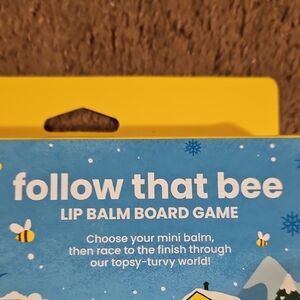 follow that bee
LIP BALM BOARD GAME
Choose your mini balm,
then race to the finish through
our topsy-turvy world!